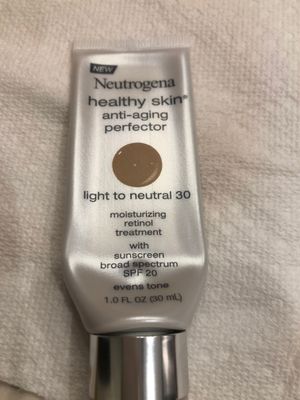 NEW
Neutrogena
healthy skin®
anti-aging
perfector
light to neutral 30
moisturizing
retinol
treatment
with
sunscreen
broad spectrum
SPF 20
evens tone
1.0 FL OZ (30 mL)